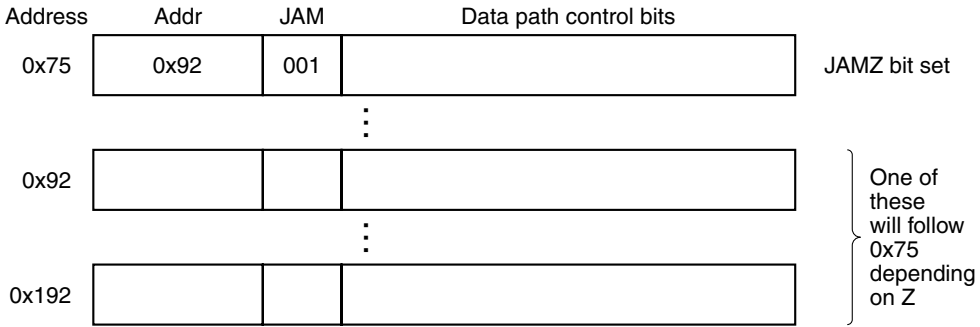 Address Addr JAM Data path control bits
0x75 0x92 001 JAMZ bit set
0x92
One of
these
will follow
0x75
depending
on Z
0x192